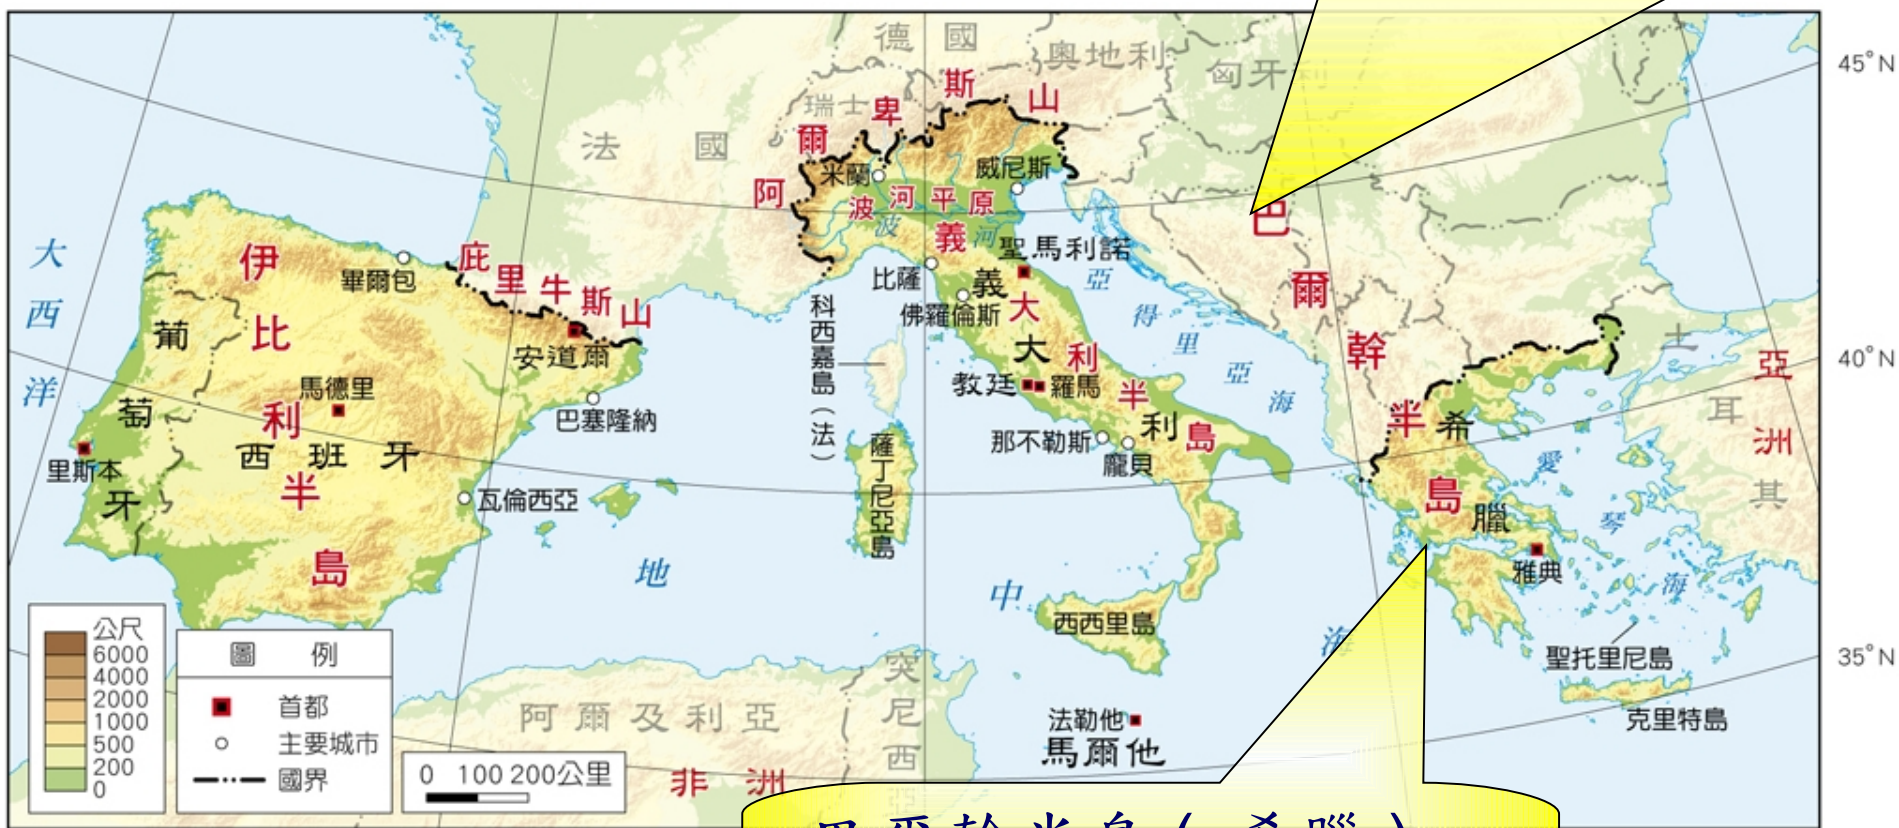 德國
奧地利
匈牙利
45°N
瑞士
法國
阿爾卑斯山
米蘭
威尼斯
波河平原
波河
大西洋
伊比利半島
畢爾包
庇里牛斯山
安道爾
葡萄牙
馬德里
西班牙
巴塞隆納
里斯本
瓦倫西亞
義大利半島
義大利
聖馬利諾
比薩
佛羅倫斯
科西嘉島(法)
教廷
羅馬
那不勒斯
龐貝
薩丁尼亞島
亞得里亞海
巴爾幹半島
希臘
土耳其
亞洲
40°N
愛琴海
雅典
地中海
西西里島
聖托里尼島
35°N
克里特島
法勒他
馬爾他
突尼西亞
阿爾及利亞
非洲
公尺
6000
4000
2000
1000
500
200
0
圖例
首都
主要城市
國界
0 100 200公里